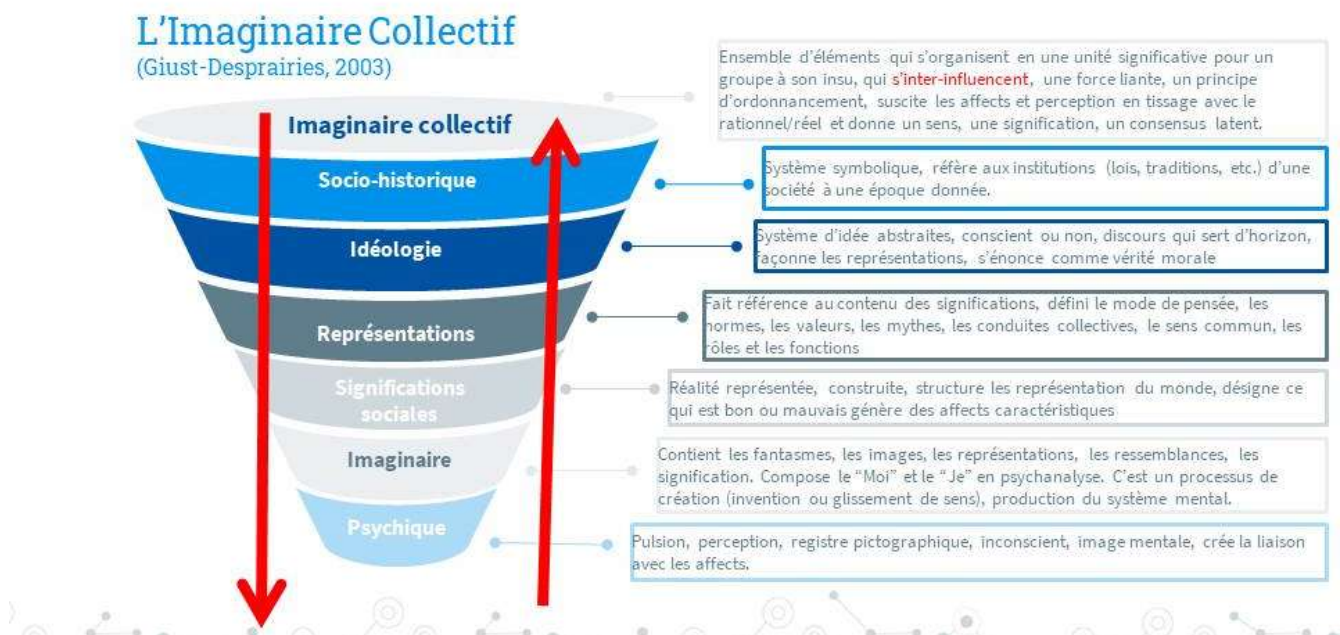 L'Imaginaire Collectif
(Giust-Desprairies, 2003)
Imaginaire collectif
Ensemble d'éléments qui s'organisent en une unité significative pour un
groupe à son insu, qui s'inter-influencent, une force liante, un principe
d'ordonnancement, suscite les affects et perception en tissage avec le
rationnel/réel et donne un sens, une signification, un consensus latent.
Socio-historique
Système symbolique, réfère aux institutions (lois, traditions, etc.) d'une
société à une époque donnée.
Idéologie
Système d'idée abstraites, conscient ou non, discours qui sert d'horizon,
façonne les représentations, s'énonce comme vérité morale
Représentations
Fait référence au contenu des significations, défini le mode de pensée, les
normes, les valeurs, les mythes, les conduites collectives, le sens commun, les
rôles et les fonctions
Significations
sociales
Réalité représentée, construite, structure les représentation du monde, désigne ce
qui est bon ou mauvais génère des affects caractéristiques
Imaginaire
Contient les fantasmes, les images, les représentations, les ressemblances, les
signification. Compose le "Moi" et le "Je" en psychanalyse. C'est un processus de
création (invention ou glissement de sens), production du système mental.
Psychique
Pulsion, perception, registre pictographique, inconscient, image mentale, crée la liaison
avec les affects.